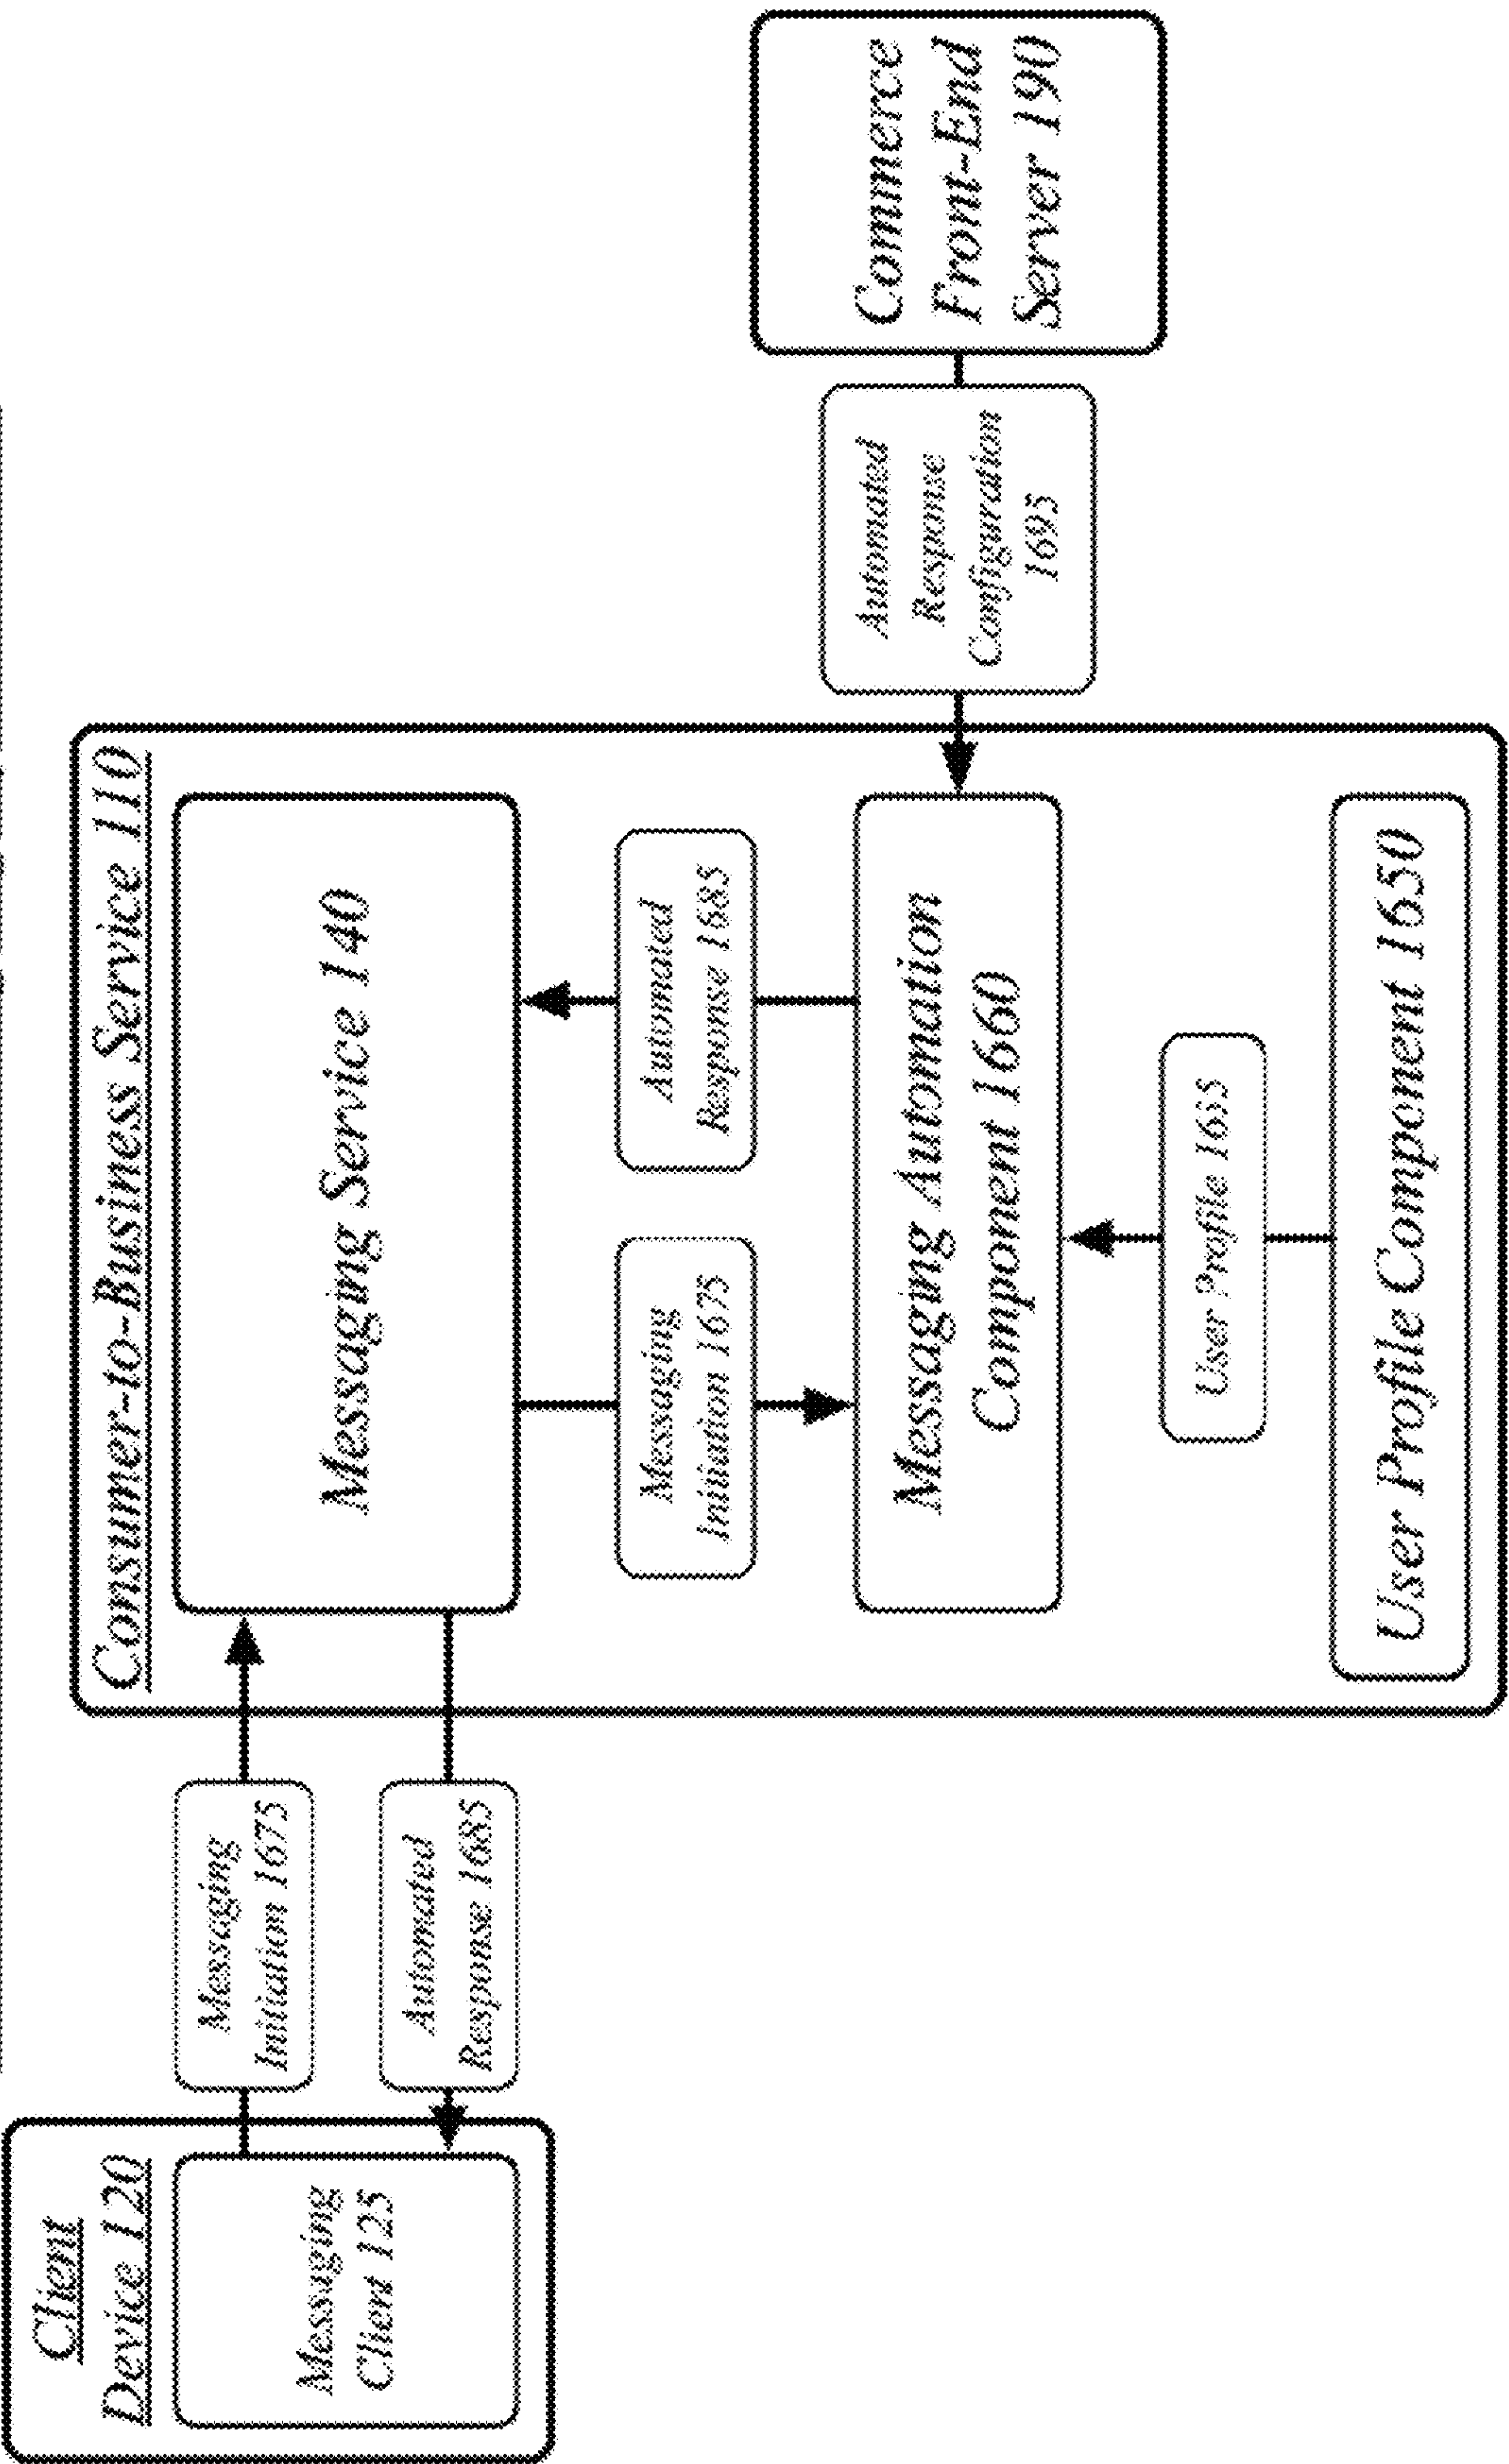 Client
Device 120
Messaging
Client 125
Messaging
Initiation 1675
Automated
Response 1685
Consumer-to-Business Service 110
Messaging Service 140
Messaging
Initiation 1675
Automated
Response 1685
Messaging Automation
Component 1660
User Profile 1655
User Profile Component 1650
Automated
Response
Configuration
1695
Commerce
Front-End
Server 190